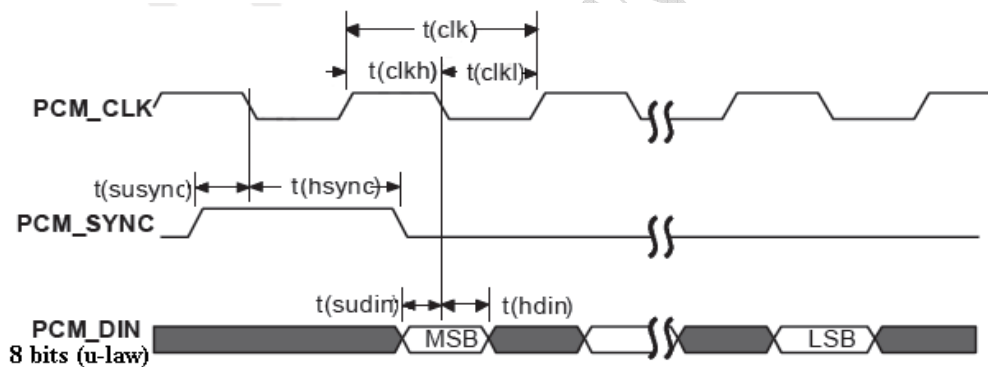 t(clk)
t(clkh) t(clkl)
PCM_CLK
t(susync) t(hsync)
PCM_SYNC
t(sudin) t(hdin)
PCM_DIN MSB LSB
8 bits (u-law)